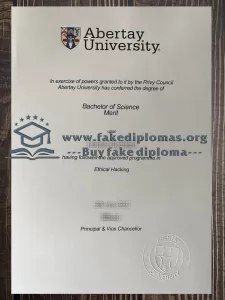 Abertay
University.
In exercise of powers granted to it by the Privy Council
Abertay University has conferred the degree of
Bachelor of Science
Merit
www.fakediplomas.org
--- Buy fake diploma ---
having followed the approved programme in
Ethical Hacking
Principal & Vice Chancellor